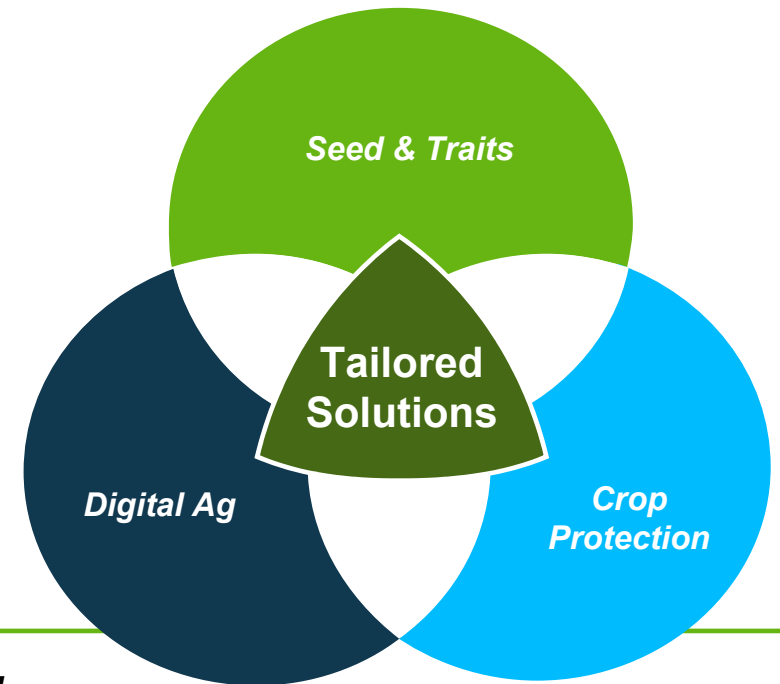 Seed & Traits
Tailored
Solutions
Digital Ag
Crop
Protection